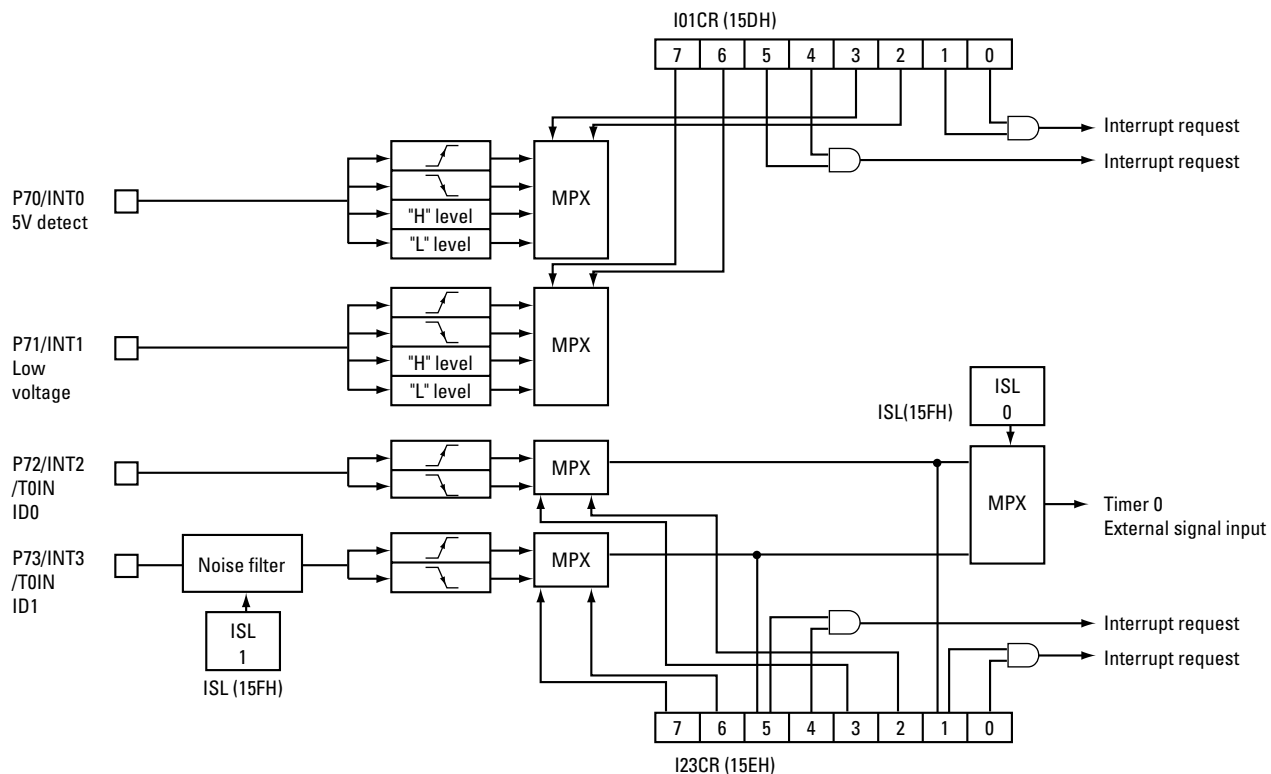 I01CR (15DH)
7 6 5 4 3 2 1 0
Interrupt request
Interrupt request
P70/INT0
5V detect
"H" level
"L" level
MPX
P71/INT1
Low
voltage
"H" level
"L" level
MPX
ISL
0
ISL(15FH)
P72/INT2
/T0IN
ID0
MPX
MPX
Timer 0
External signal input
P73/INT3
/T0IN
ID1
Noise filter
MPX
ISL
1
ISL (15FH)
Interrupt request
Interrupt request
7 6 5 4 3 2 1 0
I23CR (15EH)